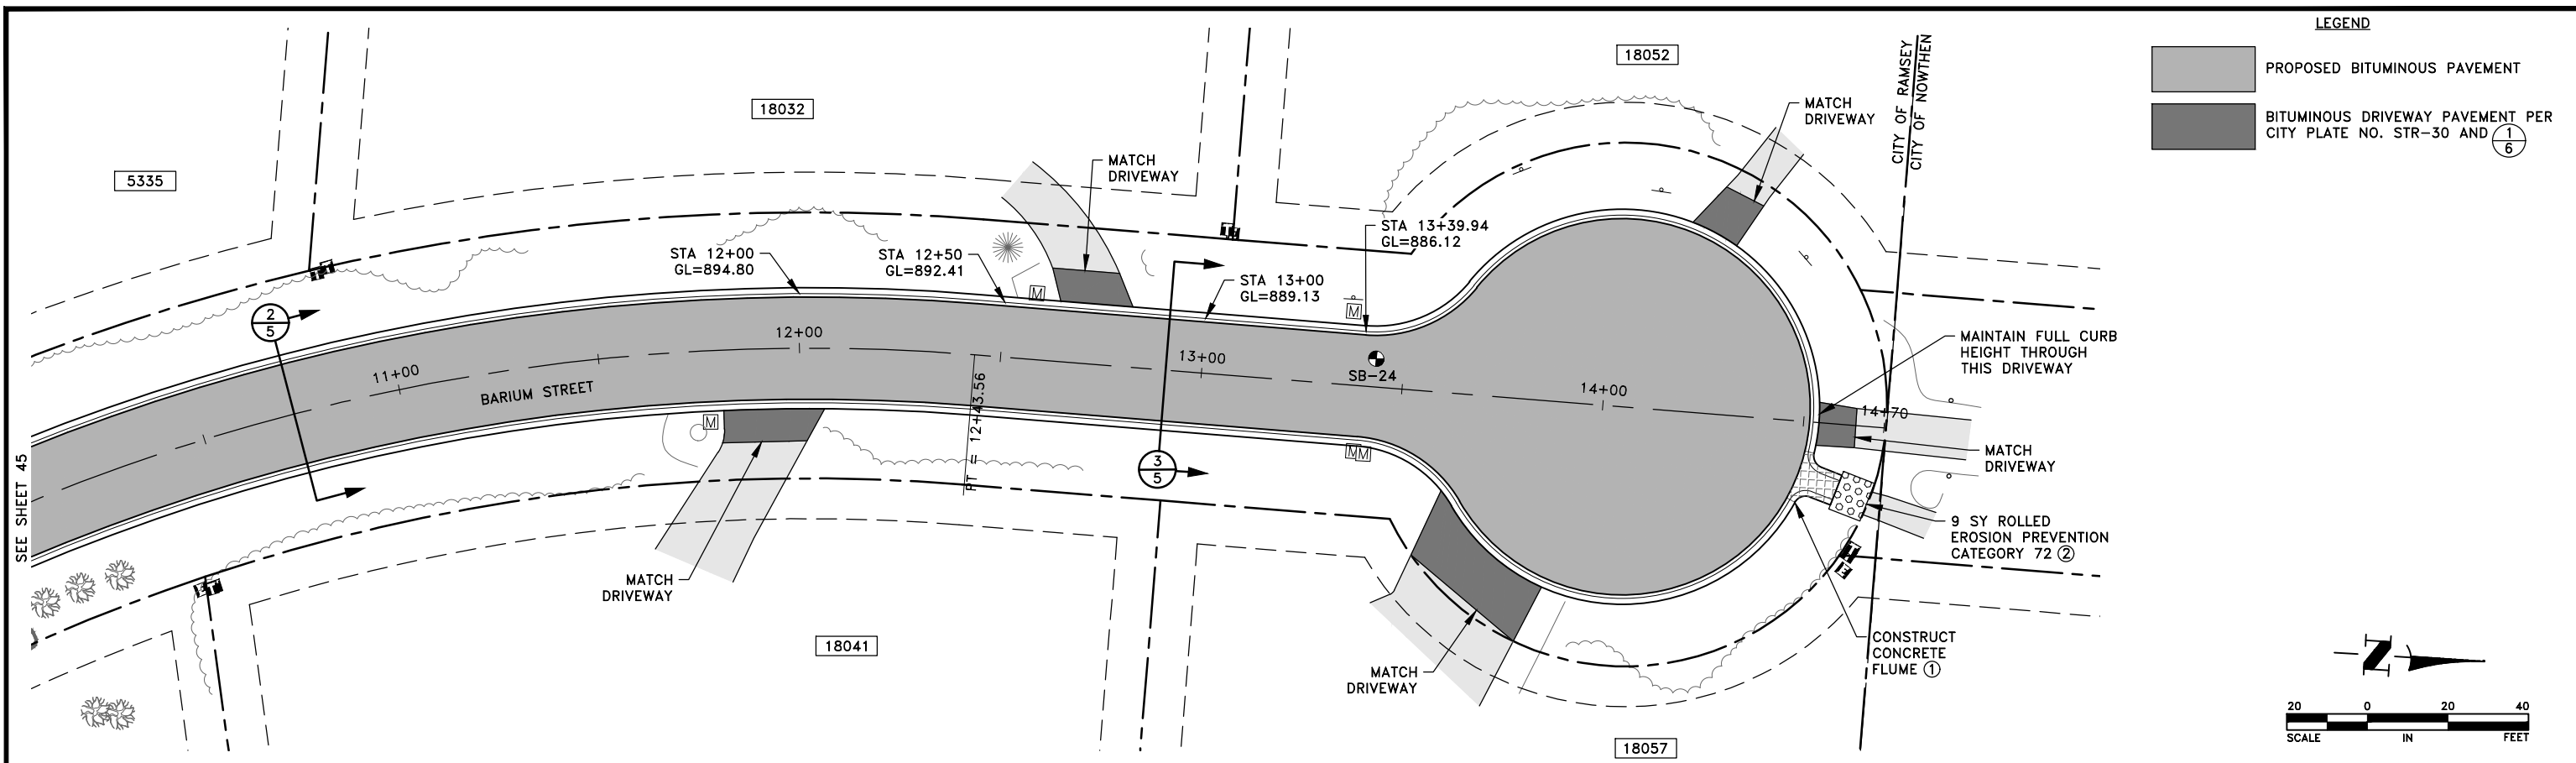 LEGEND
PROPOSED BITUMINOUS PAVEMENT
BITUMINOUS DRIVEWAY PAVEMENT PER
CITY PLATE NO. STR-30 AND
1
6
18052
CITY OF RAMSEY
CITY OF NOWTHEN
MATCH
DRIVEWAY
18032
5335
MATCH
DRIVEWAY
STA 12+00
GL=894.80
STA 12+50
GL=892.41
STA 13+00
GL=889.13
STA 13+39.94
GL=886.12
2
5
M
M
11+00
12+00
13+00
14+00
14+70
BARIUM STREET
SB-24
PT = 12+43.56
MAINTAIN FULL CURB
HEIGHT THROUGH
THIS DRIVEWAY
M
MM
3
5
MATCH
DRIVEWAY
SEE SHEET 45
9 SY ROLLED
EROSION PREVENTION
CATEGORY 72 ②
MATCH
DRIVEWAY
18041
MATCH
DRIVEWAY
CONSTRUCT
CONCRETE
FLUME ①
18057
N
20 0 20 40
SCALE IN FEET